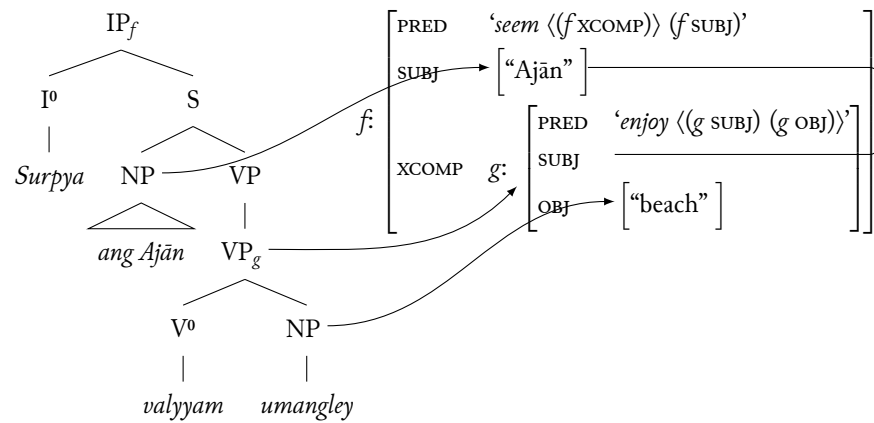 IP_f
I⁰ S
Surpya NP VP
ang Ajān VP_g
V⁰ NP
valyyam umangley
f:
PRED ‘seem ⟨(f XCOMP)⟩ (f SUBJ)’
SUBJ [“Ajān”]
XCOMP g:
PRED ‘enjoy ⟨(g SUBJ) (g OBJ)⟩’
SUBJ
OBJ [“beach”]